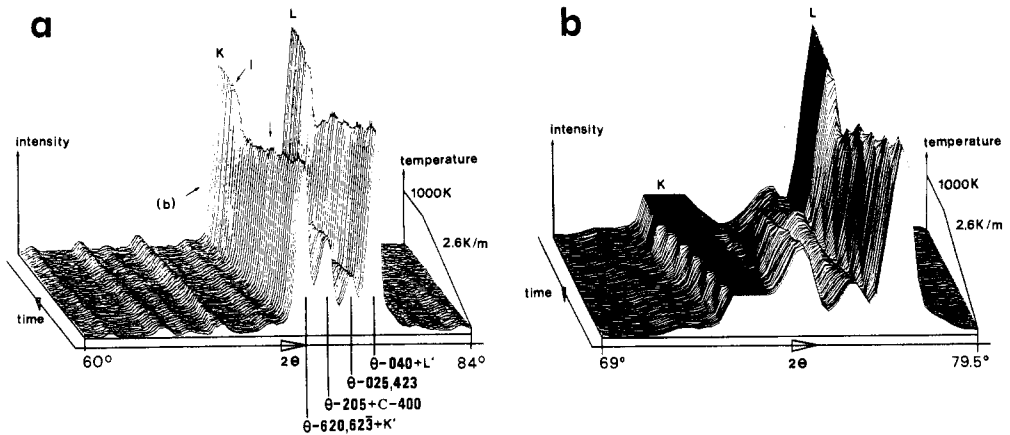 a
K
L
l
intensity
temperature
1000K
(b)
2.6K/m
time
60°
2θ
84°
θ-040+L'
θ-025,423
θ-205+C-400
θ-620,623̄+K'
b
L
K
intensity
temperature
1000K
2.6K/m
time
69°
2θ
79.5°